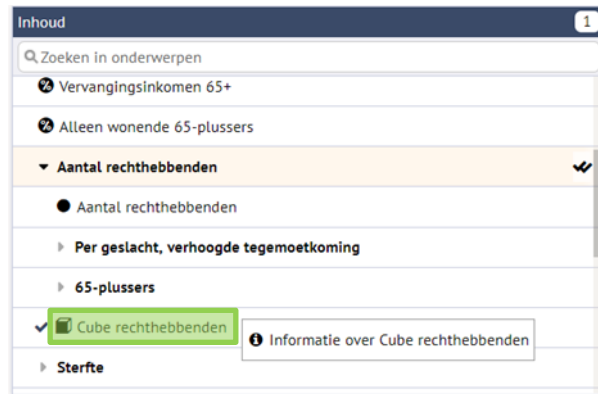 Inhoud 1
Zoeken in onderwerpen
Vervangingsinkomen 65+
Alleen wonende 65-plussers
Aantal rechthebbenden
Aantal rechthebbenden
Per geslacht, verhoogde tegemoetkoming
65-plussers
Cube rechthebbenden
Informatie over Cube rechthebbenden
Sterfte